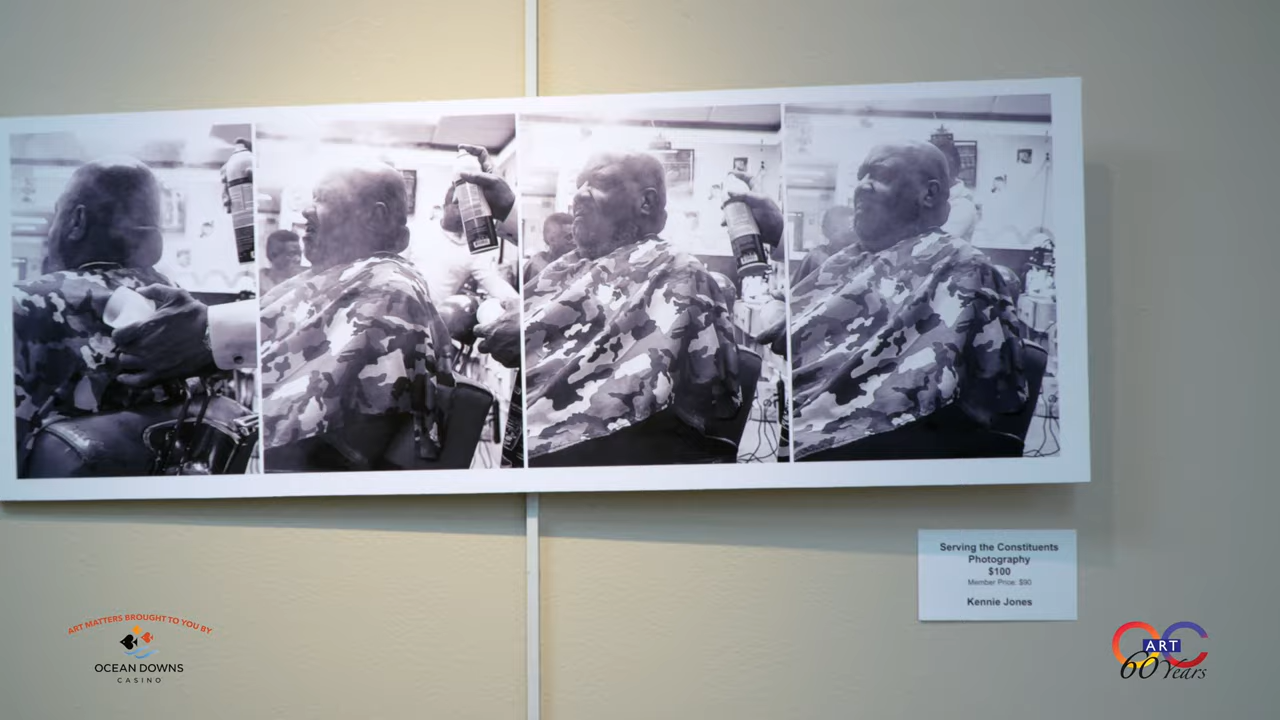 Serving the Constituents
Photography
$100
Member Price: $90
Kennie Jones
ART MATTERS BROUGHT TO YOU BY
OCEAN DOWNS
CASINO
OC
ART
60 Years